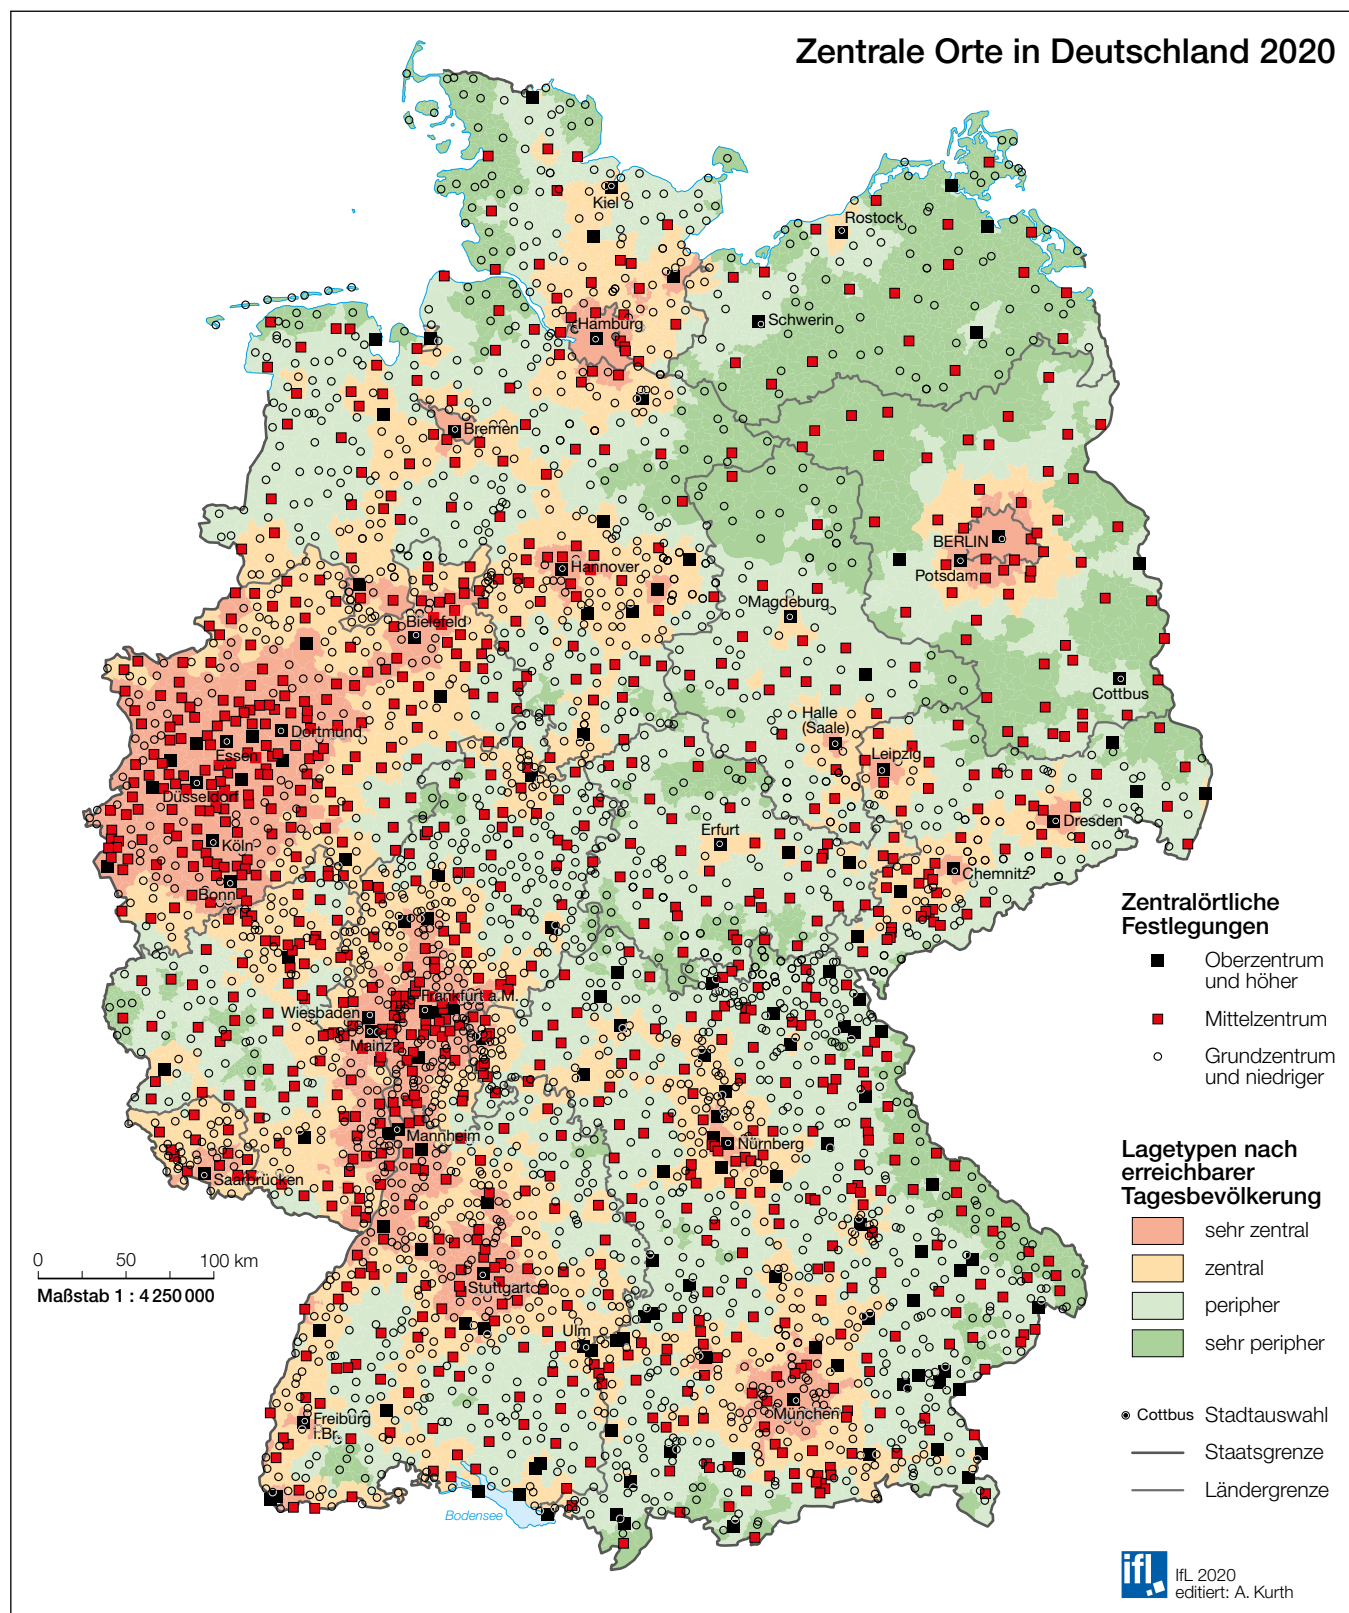 Zentrale Orte in Deutschland 2020
Kiel
Rostock
Hamburg
Schwerin
Bremen
BERLIN
Potsdam
Hannover
Magdeburg
Bielefeld
Cottbus
Halle
(Saale)
Leipzig
Dortmund
Essen
Düsseldorf
Dresden
Erfurt
Köln
Chemnitz
Bonn
Frankfurt a.M.
Wiesbaden
Mainz
Mannheim
Nürnberg
Saarbrücken
Stuttgart
Ulm
München
Freiburg
i.Br.
Bodensee
0 50 100 km
Maßstab 1 : 4 250 000
Zentralörtliche
Festlegungen
Oberzentrum
und höher
Mittelzentrum
Grundzentrum
und niedriger
Lagetypen nach
erreichbarer
Tagesbevölkerung
sehr zentral
zentral
peripher
sehr peripher
Cottbus Stadtauswahl
Staatsgrenze
Ländergrenze
ifl
IfL 2020
editiert: A. Kurth